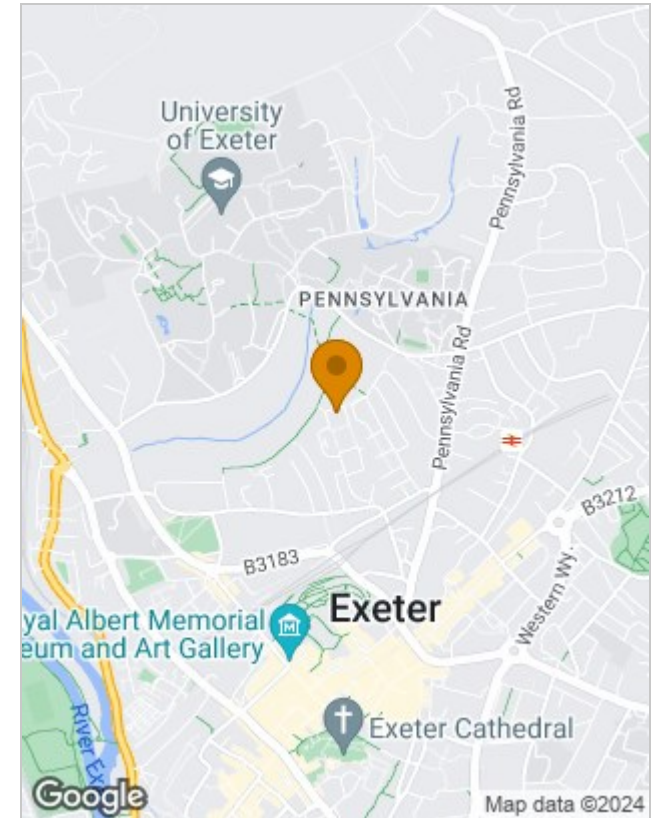 University
of Exeter
Pennsylvania Rd
PENNSYLVANIA
Pennsylvania Rd
B3212
B3183
Western Wy.
Exeter
yal Albert Memorial
eum and Art Gallery
Exeter Cathedral
River Ex
Google
Map data ©2024